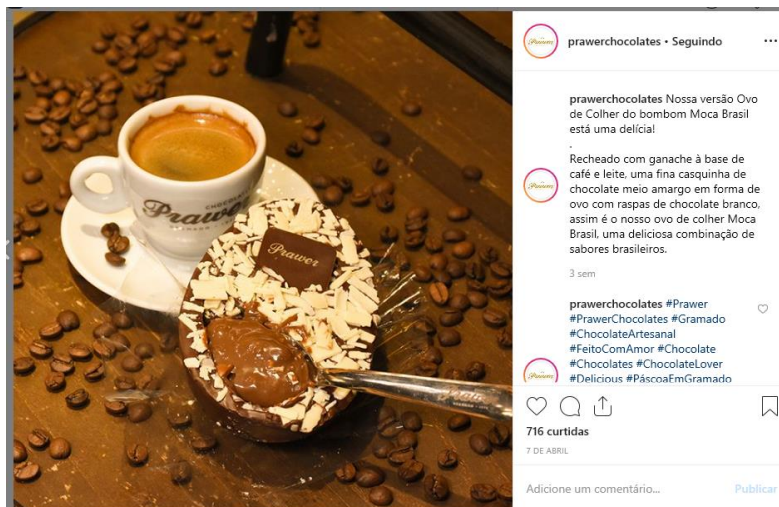 prawerchocolates • Seguindo
prawerchocolates Nossa versão Ovo
de Colher do bombom Moca Brasil
está uma delícia!
.
Recheado com ganache à base de
café e leite, uma fina casquinha de
chocolate meio amargo em forma de
ovo com raspas de chocolate branco,
assim é o nosso ovo de colher Moca
Brasil, uma deliciosa combinação de
sabores brasileiros.
3 sem
prawerchocolates #Prawer
#PrawerChocolates #Gramado
#ChocolateArtesanal
#FeitoComAmor #Chocolate
#Chocolates #ChocolateLover
#Delicious #PáscoaEmGramado
716 curtidas
7 DE ABRIL
Adicione um comentário...
Publicar
CHOCOLATES
Prawer
Prawer